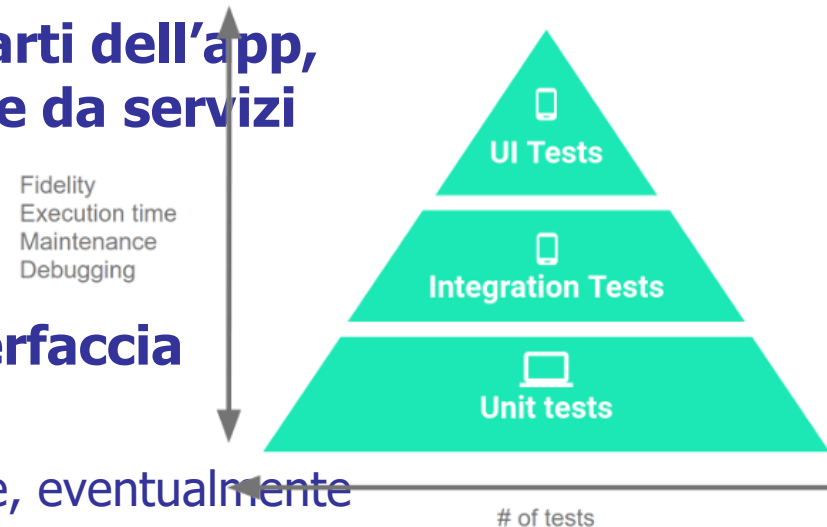 arti dell'app,
e da servizi
Fidelity
Execution time
Maintenance
Debugging
erfaccia
e, eventualmente
UI Tests
Integration Tests
Unit tests
# of tests